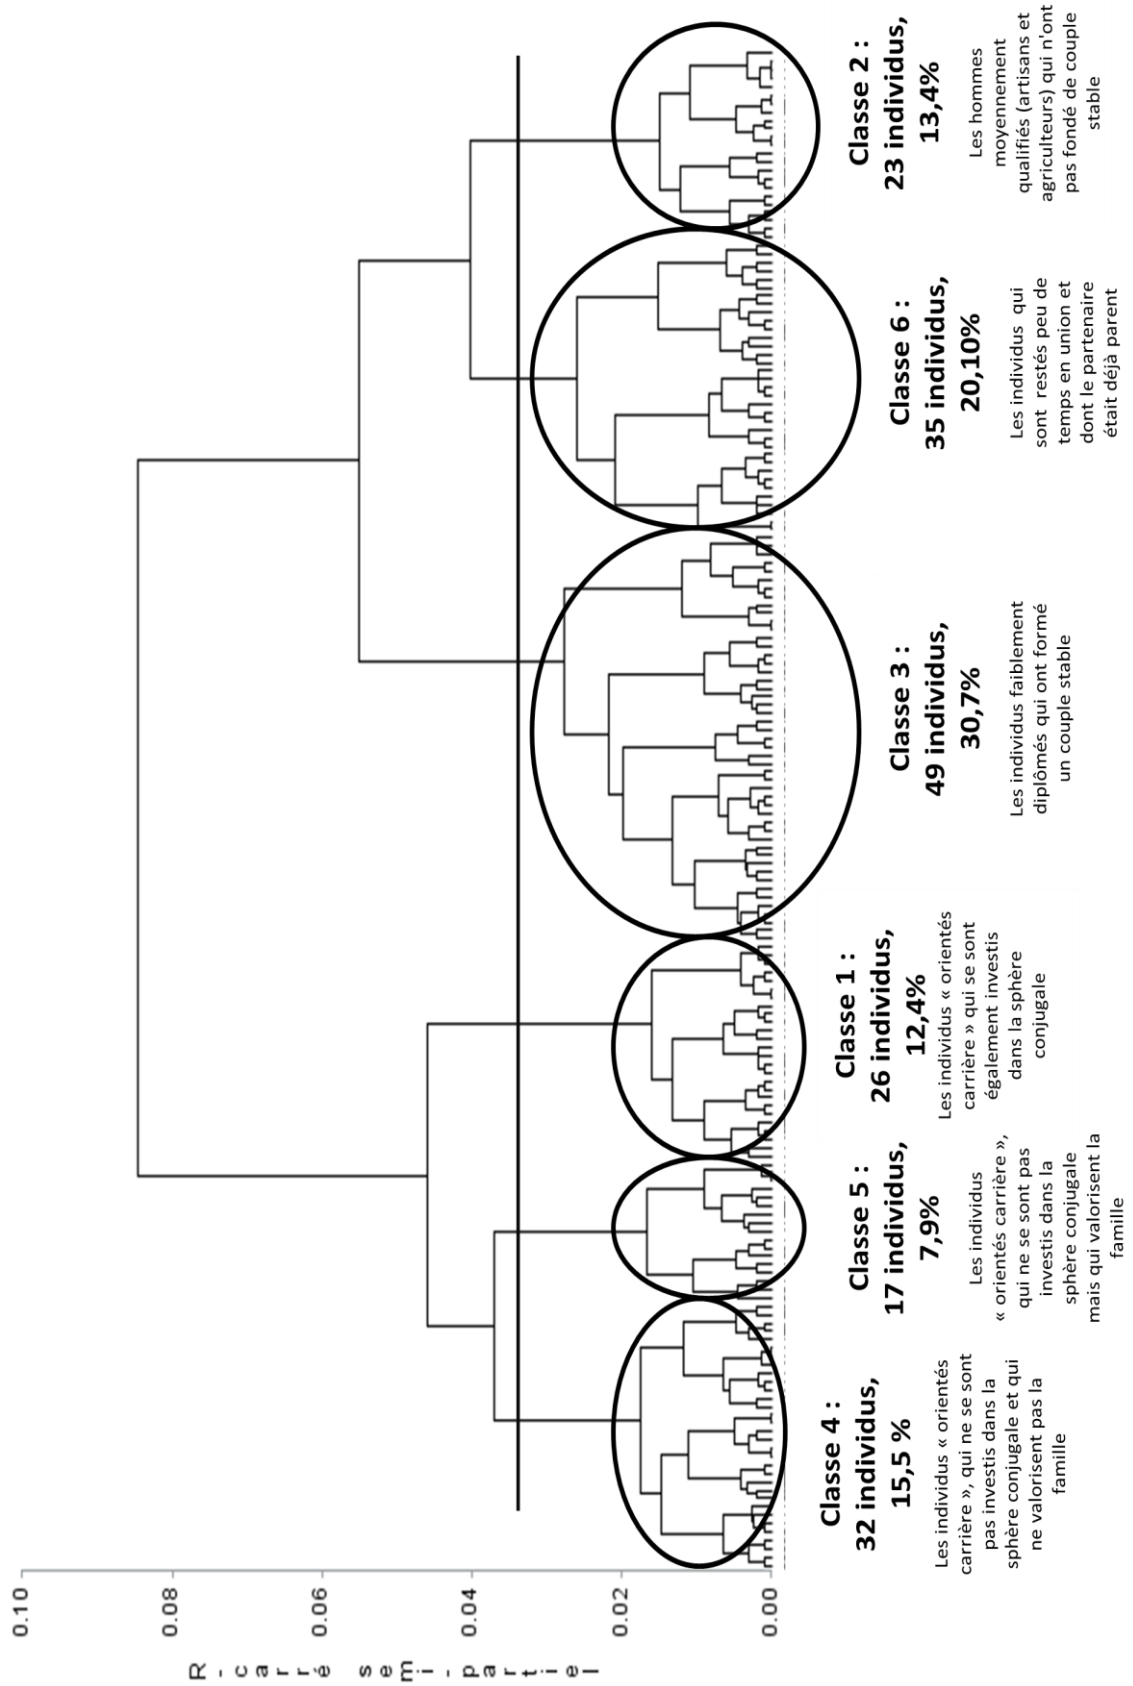 0.10
0.08
0.06
0.04
0.02
0.00
R-carré semi-partiel
Classe 4 :
32 individus,
15,5 %
Les individus « orientés
carrière », qui ne se sont
pas investis dans la
sphère conjugale et qui
ne valorisent pas la
famille
Classe 5 :
17 individus,
7,9%
Les individus
« orientés carrière »,
qui ne se sont pas
investis dans la
sphère conjugale
mais qui valorisent la
famille
Classe 1 :
26 individus,
12,4%
Les individus « orientés
carrière » qui se sont
également investis
dans la sphère
conjugale
Classe 3 :
49 individus,
30,7%
Les individus faiblement
diplômés qui ont formé
un couple stable
Classe 6 :
35 individus,
20,10%
Les individus qui
sont restés peu de
temps en union et
dont le partenaire
était déjà parent
Classe 2 :
23 individus,
13,4%
Les hommes
moyennement
qualifiés (artisans et
agriculteurs) qui n'ont
pas fondé de couple
stable